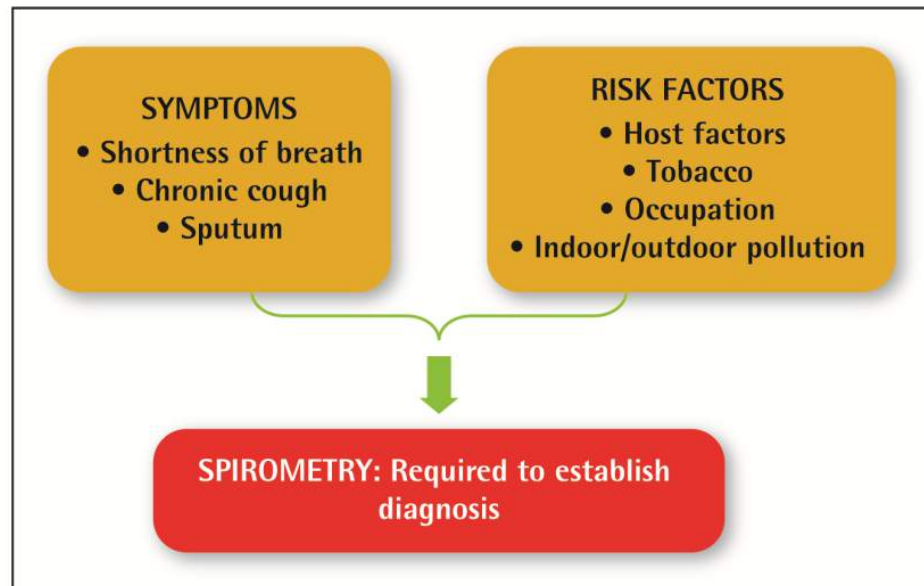 SYMPTOMS
• Shortness of breath
• Chronic cough
• Sputum
RISK FACTORS
• Host factors
• Tobacco
• Occupation
• Indoor/outdoor pollution
SPIROMETRY: Required to establish
diagnosis